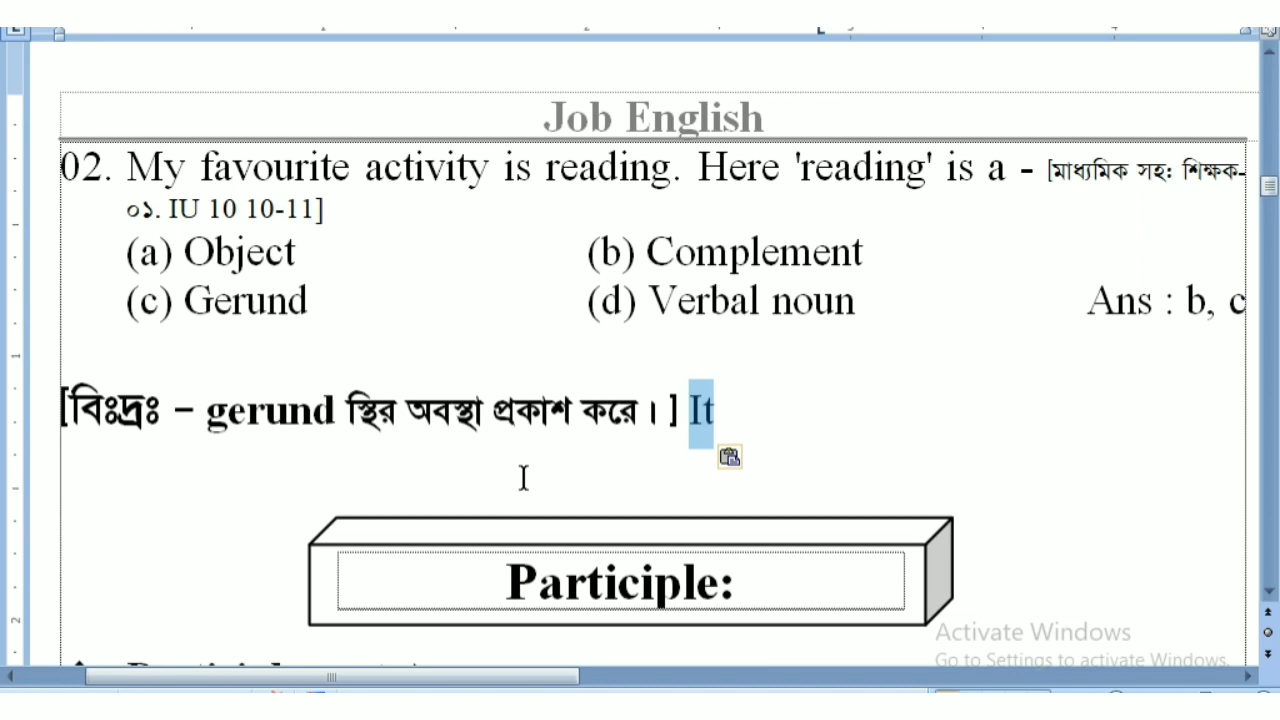 Job English
02. My favourite activity is reading. Here 'reading' is a - [মাধ্যমিক সহঃ শিক্ষক-
০১. IU 10 10-11]
(a) Object (b) Complement
(c) Gerund (d) Verbal noun Ans : b, c
[বিঃদ্রঃ – gerund স্থির অবস্থা প্রকাশ করে। ] It
Participle:
Activate Windows
Go to Settings to activate Windows.